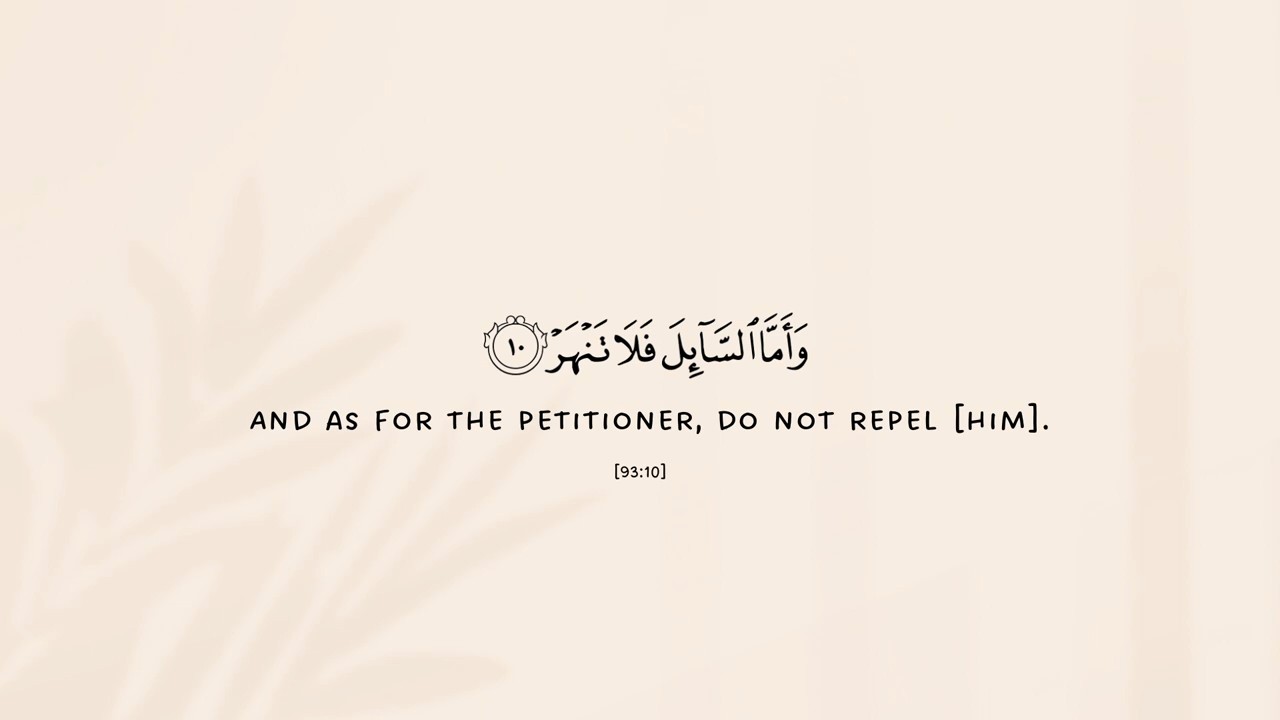 وَأَمَّا ٱلسَّآئِلَ فَلَا تَنْهَرْ ١٠
AND AS FOR THE PETITIONER, DO NOT REPEL [HIM].
[93:10]